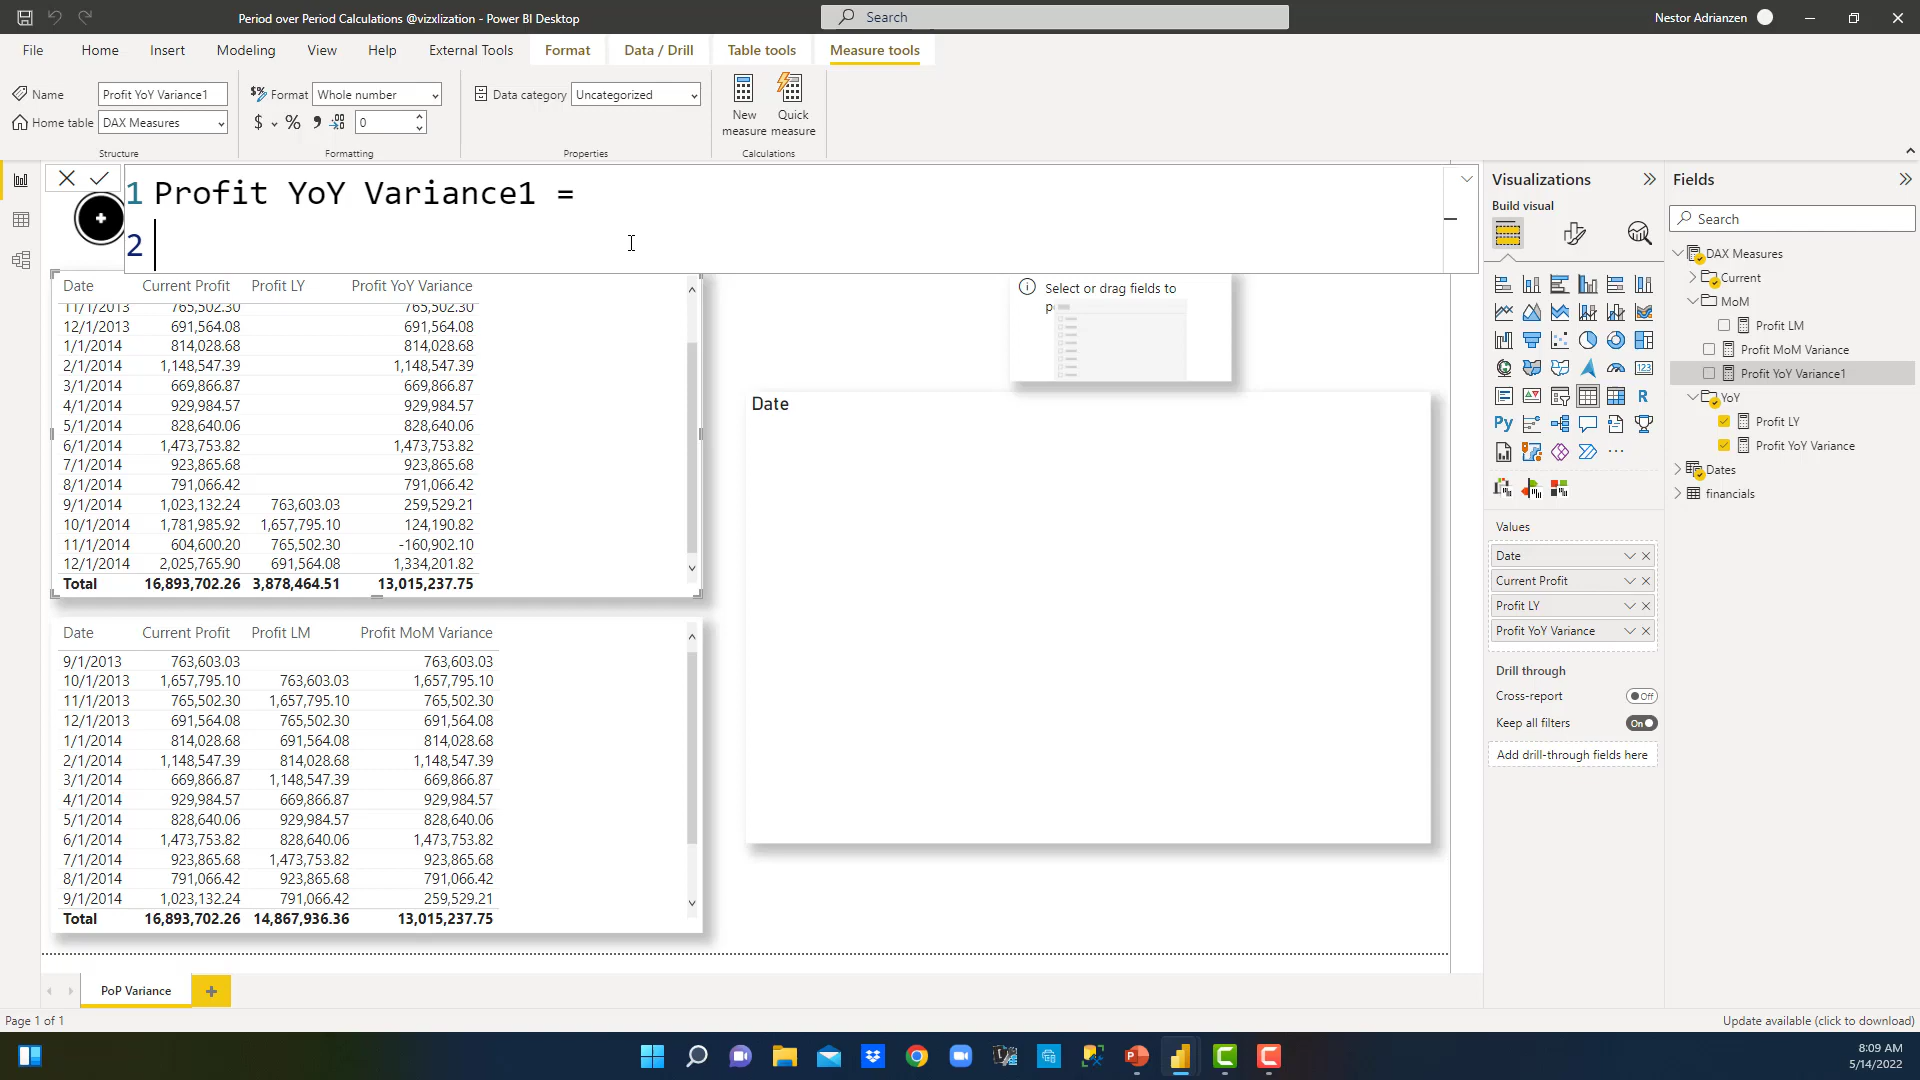 Period over Period Calculations @vizxlization - Power BI Desktop
Search
Nestor Adrianzen
File Home Insert Modeling View Help External Tools Format Data / Drill Table tools Measure tools
Name Profit YoY Variance1
Home table DAX Measures
Structure
$% Format Whole number
$ % 9 0
Formatting
Data category Uncategorized
Properties
New measure
Quick measure
Calculations
1 Profit YoY Variance1 =
2
Date Current Profit Profit LY Profit YoY Variance
11/1/2013 765,502.30 765,502.30
12/1/2013 691,564.08 691,564.08
1/1/2014 814,028.68 814,028.68
2/1/2014 1,148,547.39 1,148,547.39
3/1/2014 669,866.87 669,866.87
4/1/2014 929,984.57 929,984.57
5/1/2014 828,640.06 828,640.06
6/1/2014 1,473,753.82 1,473,753.82
7/1/2014 923,865.68 923,865.68
8/1/2014 791,066.42 791,066.42
9/1/2014 1,023,132.24 763,603.03 259,529.21
10/1/2014 1,781,985.92 1,657,795.10 124,190.82
11/1/2014 604,600.20 765,502.30 -160,902.10
12/1/2014 2,025,765.90 691,564.08 1,334,201.82
Total 16,893,702.26 3,878,464.51 13,015,237.75
Date Current Profit Profit LM Profit MoM Variance
9/1/2013 763,603.03 763,603.03
10/1/2013 1,657,795.10 763,603.03 1,657,795.10
11/1/2013 765,502.30 1,657,795.10 765,502.30
12/1/2013 691,564.08 765,502.30 691,564.08
1/1/2014 814,028.68 691,564.08 814,028.68
2/1/2014 1,148,547.39 814,028.68 1,148,547.39
3/1/2014 669,866.87 1,148,547.39 669,866.87
4/1/2014 929,984.57 669,866.87 929,984.57
5/1/2014 828,640.06 929,984.57 828,640.06
6/1/2014 1,473,753.82 828,640.06 1,473,753.82
7/1/2014 923,865.68 1,473,753.82 923,865.68
8/1/2014 791,066.42 923,865.68 791,066.42
9/1/2014 1,023,132.24 791,066.42 259,529.21
Total 16,893,702.26 14,867,936.36 13,015,237.75
Select or drag fields to
Date
Visualizations
Build visual
123
R
Py
Values
Date
Current Profit
Profit LY
Profit YoY Variance
Drill through
Cross-report Off
Keep all filters On
Add drill-through fields here
Fields
Search
DAX Measures
Current
MoM
Profit LM
Profit MoM Variance
Profit YoY Variance1
YoY
Profit LY
Profit YoY Variance
Dates
financials
PoP Variance
Page 1 of 1
Update available (click to download)
8:09 AM
5/14/2022